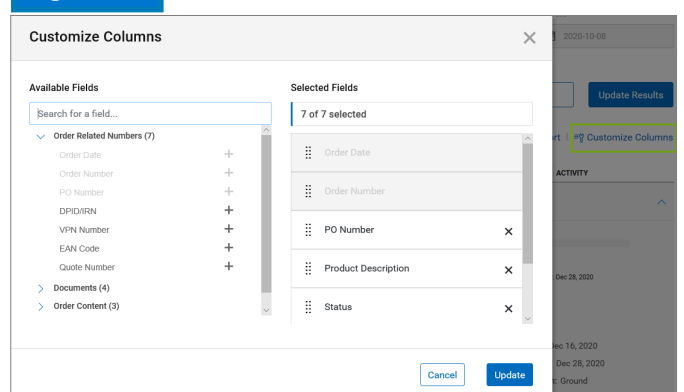 Customize Columns
2020-10-08
Available Fields
Selected Fields
Search for a field...
7 of 7 selected
Update Results
Order Related Numbers (7)
Order Date
Order Number
PO Number
DPID/IRN
VPN Number
EAN Code
Quote Number
Documents (4)
Order Content (3)
Order Date
Order Number
PO Number
Product Description
Status
Customize Columns
ACTIVITY
Dec 28, 2020
Dec 16, 2020
Dec 28, 2020
Ground
Cancel
Update